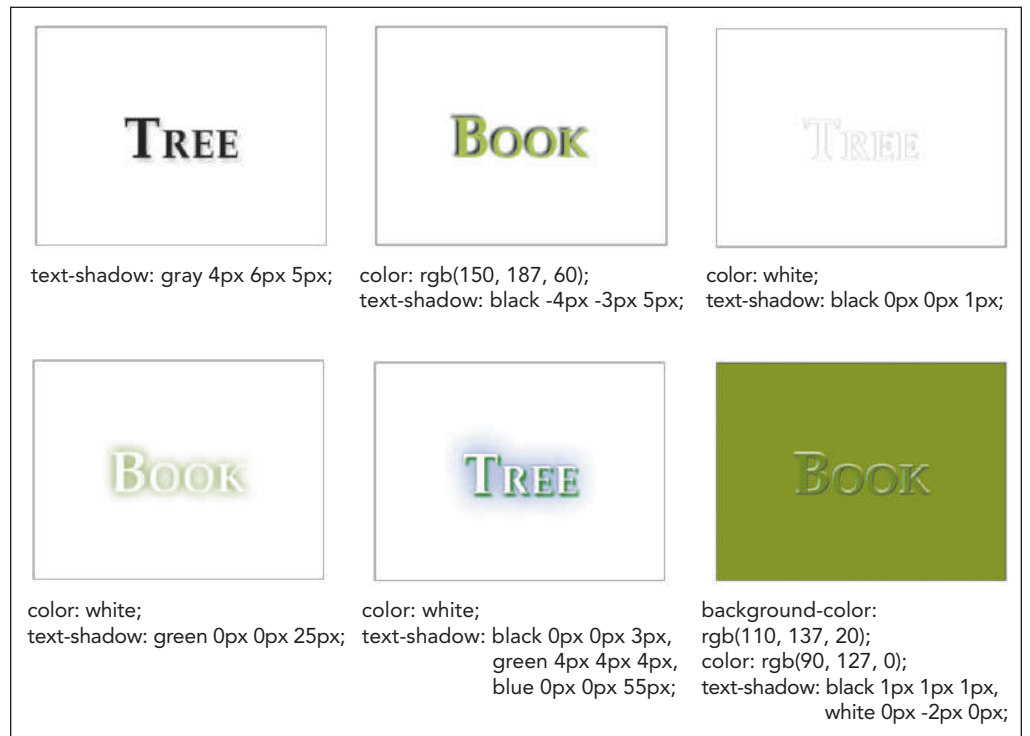 TREE
text-shadow: gray 4px 6px 5px;
BOOK
color: rgb(150, 187, 60);
text-shadow: black -4px -3px 5px;
TREE
color: white;
text-shadow: black 0px 0px 1px;
BOOK
color: white;
text-shadow: green 0px 0px 25px;
TREE
color: white;
text-shadow: black 0px 0px 3px,
green 4px 4px 4px,
blue 0px 0px 55px;
BOOK
background-color:
rgb(110, 137, 20);
color: rgb(90, 127, 0);
text-shadow: black 1px 1px 1px,
white 0px -2px 0px;